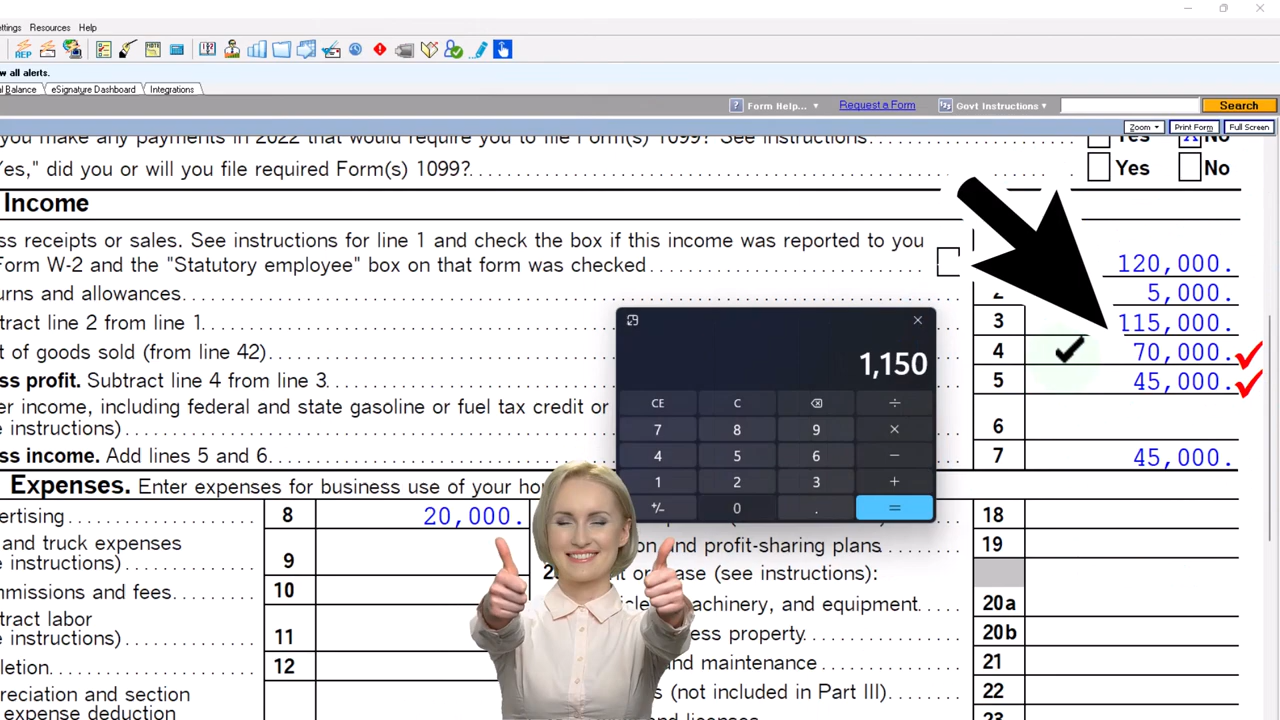 ettings Resources Help
REP
w all alerts.
al Balance eSignature Dashboard Integrations
? Form Help... Request a Form Govt Instructions Search
Zoom Print Form Full Screen
you make any payments in 2022 that would require you to file Form(s) 1099? See instructions Yes X No
Yes," did you or will you file required Form(s) 1099? Yes No
Income
ss receipts or sales. See instructions for line 1 and check the box if this income was reported to you
Form W-2 and the "Statutory employee" box on that form was checked 120,000.
urns and allowances 2 5,000.
tract line 2 from line 1 3 115,000.
t of goods sold (from line 42) 4 70,000.
ss profit. Subtract line 4 from line 3 5 45,000.
er income, including federal and state gasoline or fuel tax credit or
e instructions) 6
ss income. Add lines 5 and 6 7 45,000.
1,150
CE C ÷
7 8 9 ×
4 5 6 −
1 2 3 +
+/- 0 . =
Expenses. Enter expenses for business use of your ho
ertising 8 20,000. 18
and truck expenses
e instructions) 9 on and profit-sharing plans 19
mmissions and fees 10 or ase (see instructions):
tract labor
e instructions) 11 achinery, and equipment 20a
ess property 20b
letion 12 and maintenance 21
reciation and section s (not included in Part III) 22
expense deduction 23